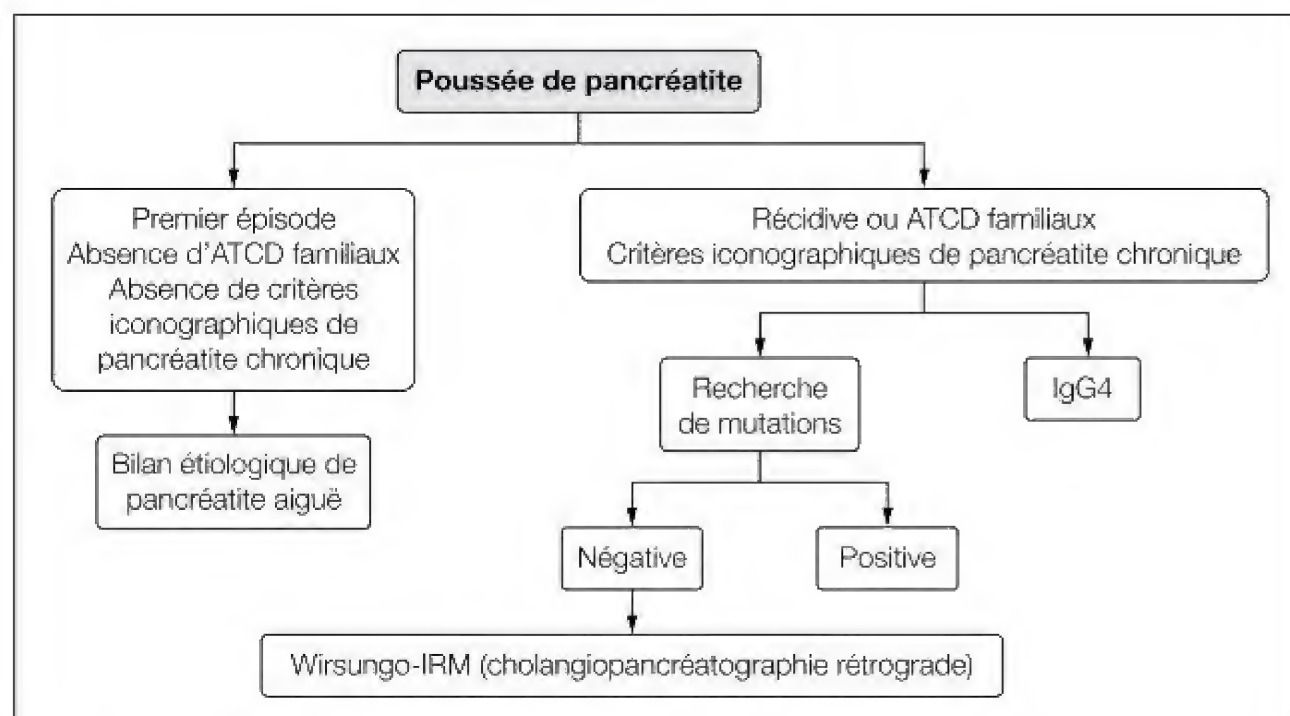 Poussée de pancréatite
Premier épisode
Absence d'ATCD familiaux
Absence de critères
iconographiques de
pancréatite chronique
Récidive ou ATCD familiaux
Critères iconographiques de pancréatite chronique
Bilan étiologique de
pancréatite aiguë
Recherche
de mutations
IgG4
Négative
Positive
Wirsungo-IRM (cholangiopancréatographie rétrograde)